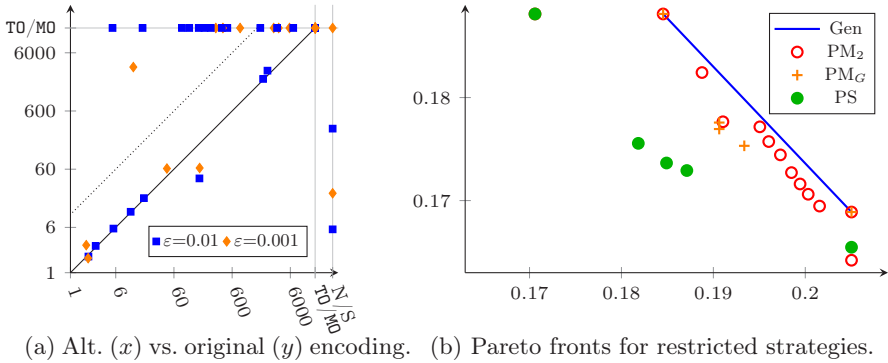 TO/MO
6000
600
60
6
1
1
6
60
600
6000
TO/MO
N/S
ε=0.01
ε=0.001
(a) Alt. (x) vs. original (y) encoding.
0.18
0.17
0.17
0.18
0.19
0.2
Gen
PM₂
PM_G
PS
(b) Pareto fronts for restricted strategies.